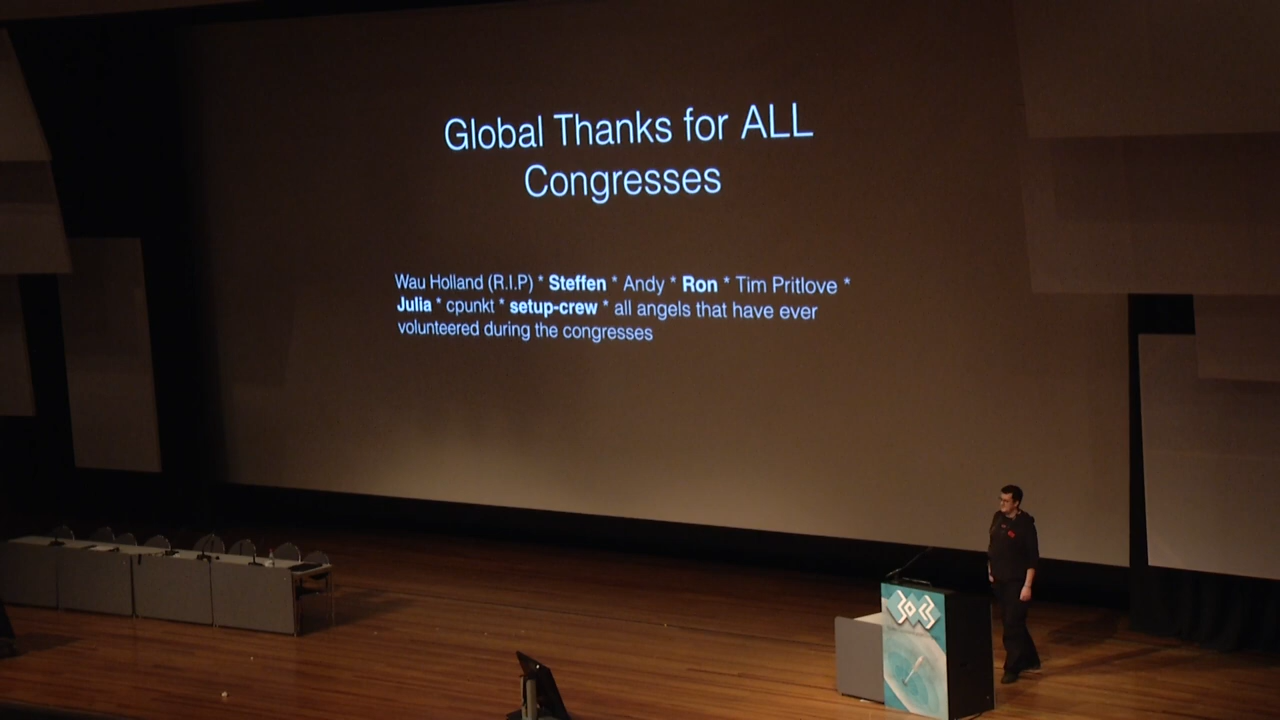 Global Thanks for ALL
Congresses
Wau Holland (R.I.P) * Steffen * Andy * Ron * Tim Pritlove *
Julia * cpunkt * setup-crew * all angels that have ever
volunteered during the congresses
30C3